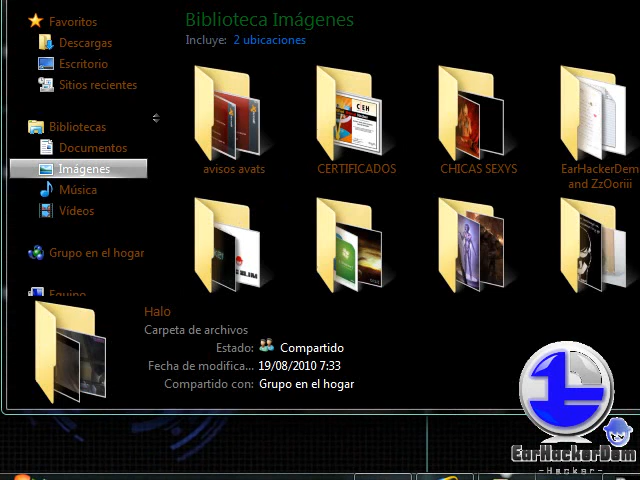 Favoritos
Descargas
Escritorio
Sitios recientes
Bibliotecas
Documentos
Imágenes
Música
Vídeos
Grupo en el hogar
Equipo
Biblioteca Imágenes
Incluye: 2 ubicaciones
avisos avats
CERTIFICADOS
CHICAS SEXYS
EarHackerDem
and ZzOoriii
CEH
Halo
Carpeta de archivos
Estado: Compartido
Fecha de modifica... 19/08/2010 7:33
Compartido con: Grupo en el hogar
EarHackerDem
-Hacker-